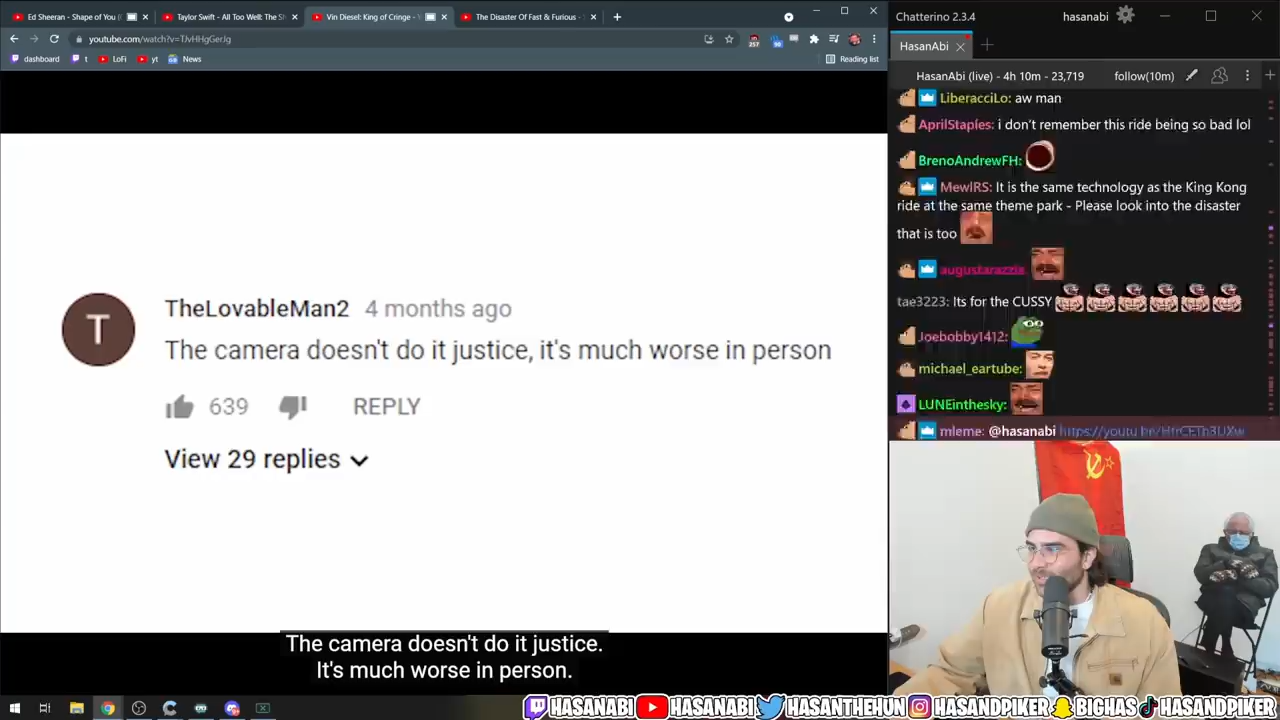 Ed Sheeran - Shape of You (
Taylor Swift - All Too Well: The S
Vin Diesel: King of Cringe -
The Disaster Of Fast & Furious -
youtube.com/watch?v=TJvHHgGerJg
dashboard
t
LoFi
yt
News
Reading list
TheLovableMan2 4 months ago
The camera doesn't do it justice, it's much worse in person
639
REPLY
View 29 replies
T
The camera doesn't do it justice.
It's much worse in person.
Chatterino 2.3.4
hasanabi
HasanAbi
HasanAbi (live) - 4h 10m - 23,719
follow(10m)
LiberacciLo: aw man
AprilStaples: i don't remember this ride being so bad lol
BrenoAndrewFH:
MewlRS: It is the same technology as the King Kong
ride at the same theme park - Please look into the disaster
that is too
augustarazzia
tae3223: Its for the CUSSY
Joebobby1412:
michael_eartube:
LUNEinthesky:
mleme: @hasanabi
HASANABI
HASANABI
HASANTHEHUN
HASANDPIKER
BIGHAS
HASANDPIKER